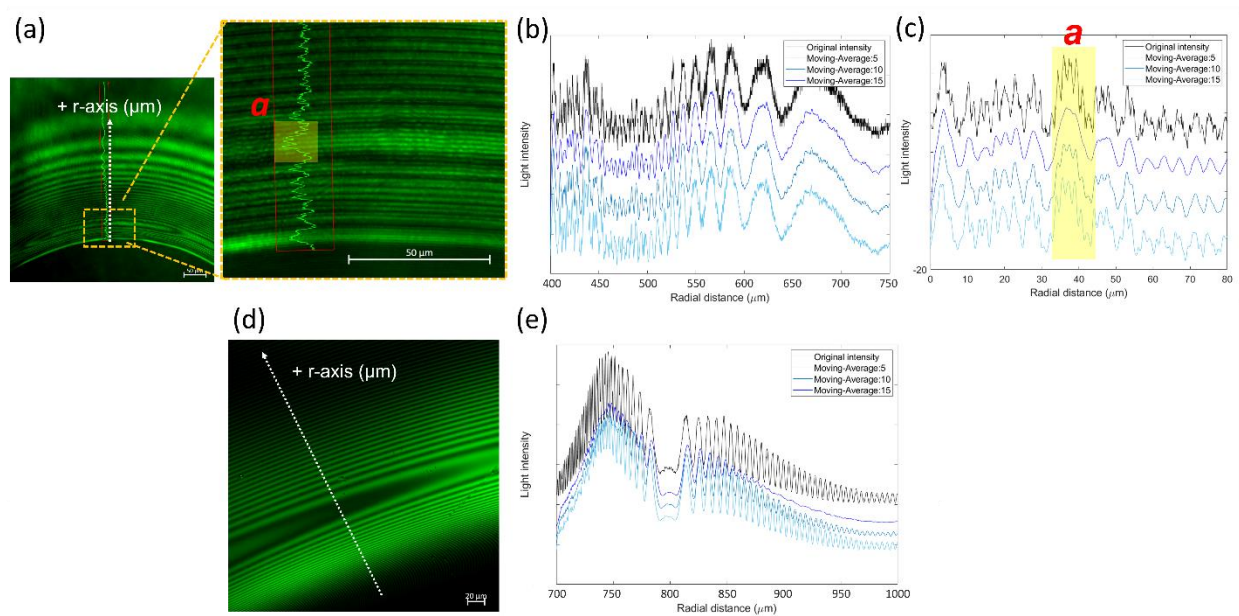 (a)
+ r-axis (µm)
50 µm
a
50 µm
(b)
Light intensity
Original intensity
Moving-Average:5
Moving-Average:10
Moving-Average:15
400
450
500
550
600
650
700
750
Radial distance (µm)
(c)
a
Light intensity
Original intensity
Moving-Average:5
Moving-Average:10
Moving-Average:15
-20
0
10
20
30
40
50
60
70
80
Radial distance (µm)
(d)
+ r-axis (µm)
20 µm
(e)
Light intensity
Original intensity
Moving-Average:5
Moving-Average:10
Moving-Average:15
700
750
800
850
900
950
1000
Radial distance (µm)